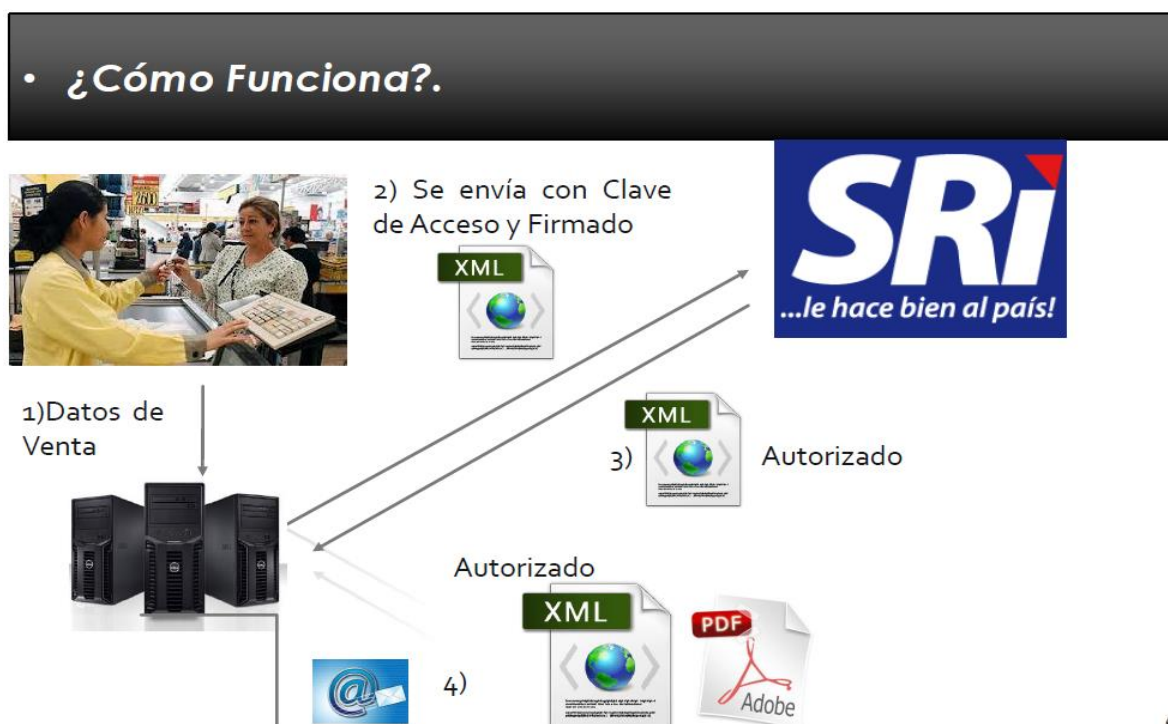 • ¿Cómo Funciona?.
2) Se envía con Clave
de Acceso y Firmado
XML
SRi
...le hace bien al país!
2600
1)Datos de
Venta
XML
3)
Autorizado
Autorizado
XML
PDF
Adobe
@
4)